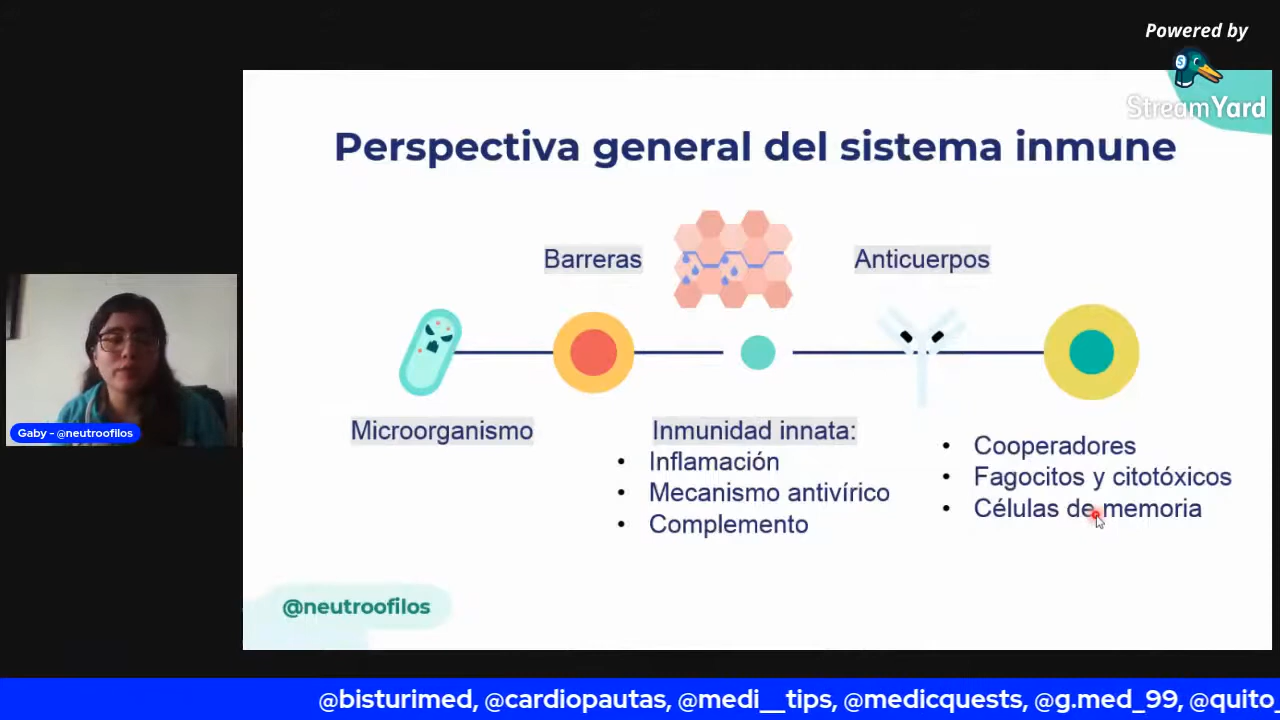 Powered by
StreamYard
Perspectiva general del sistema inmune
Barreras
Anticuerpos
Microorganismo
Inmunidad innata:
• Inflamación
• Mecanismo antivírico
• Complemento
• Cooperadores
• Fagocitos y citotóxicos
• Células de memoria
Gaby - @neutroofilos
@neutroofilos
@bisturimed, @cardiopautas, @medi__tips, @medicquests, @g.med_99, @quito_